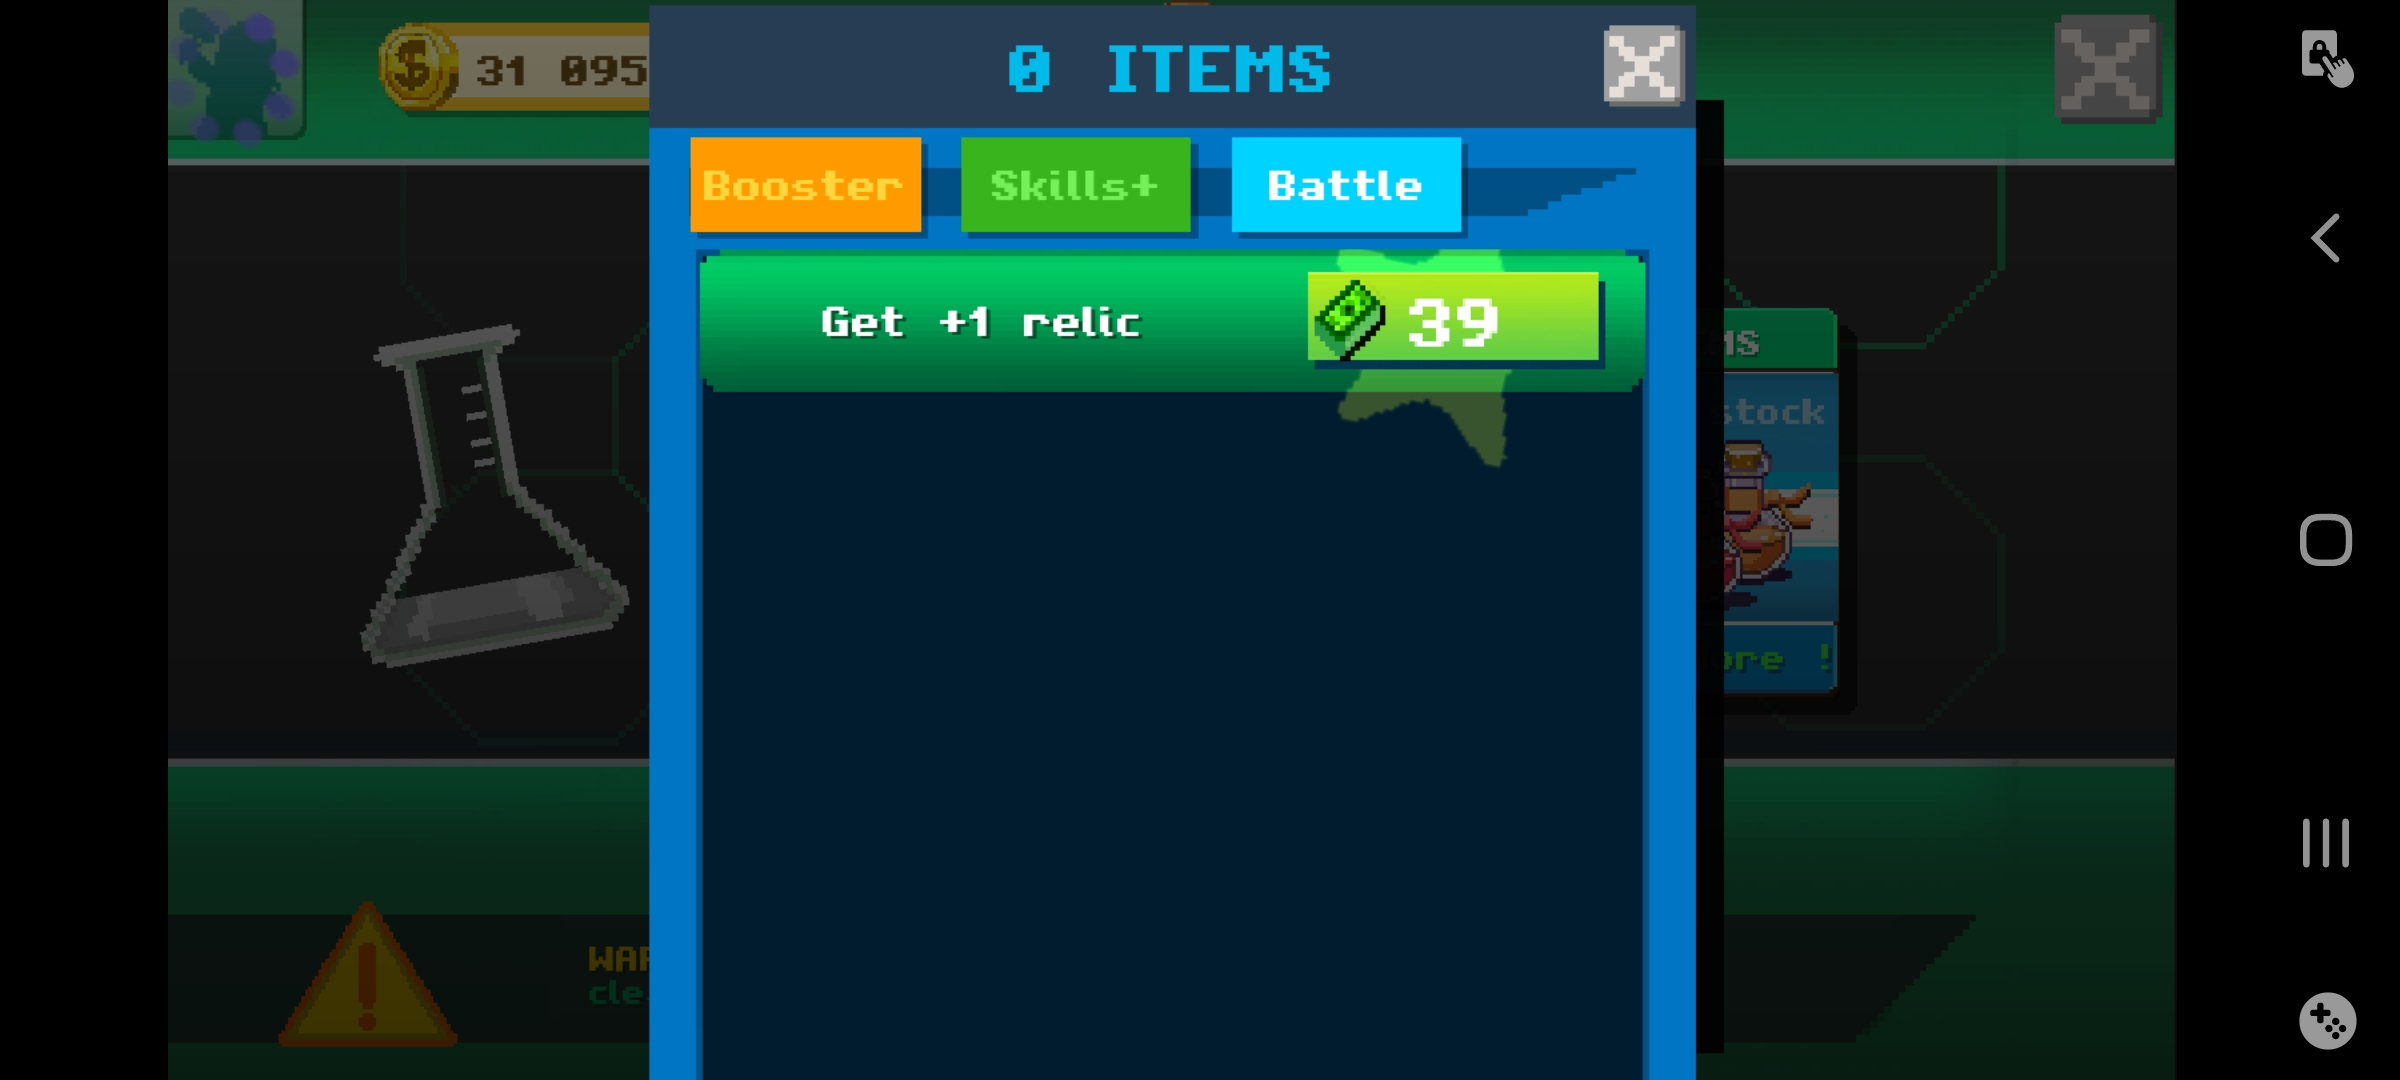 31 095
0 ITEMS
Booster
Skills+
Battle
Get +1 relic
39
stock
!